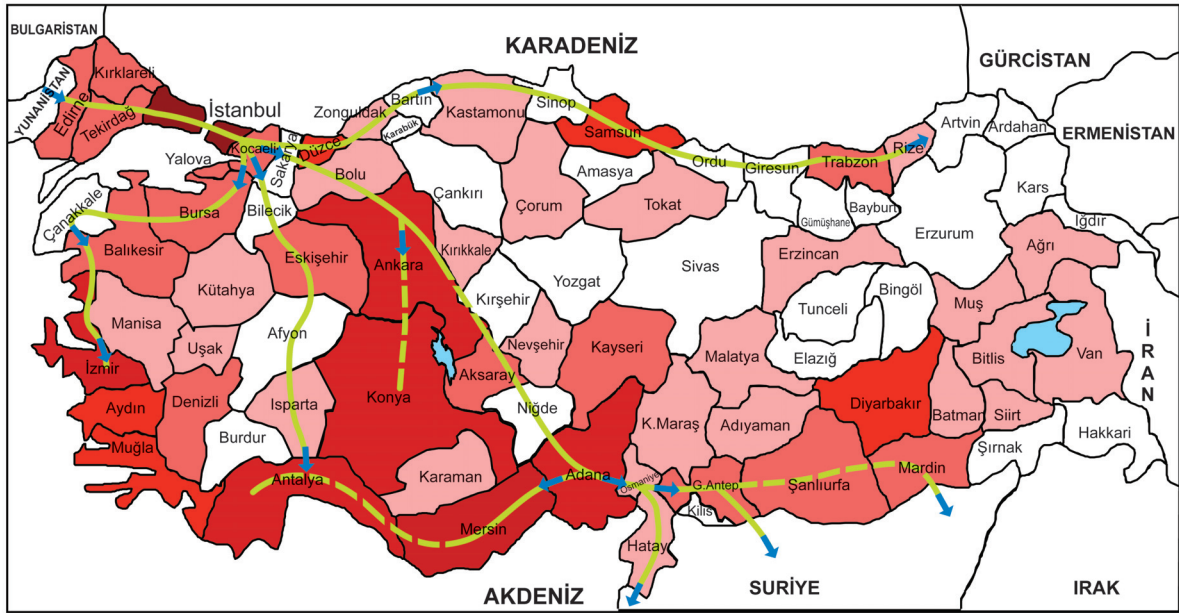 BULGARİSTAN
KARADENİZ
GÜRCİSTAN
YUNANİSTAN
Kırklareli
Edirne
Tekirdağ
İstanbul
Zonguldak
Bartın
Kastamonu
Sinop
Samsun
Artvin
Ardahan
ERMENİSTAN
Karabük
Yalova
Kocaeli
Sakarya
Düzce
Bolu
Çankırı
Çorum
Amasya
Tokat
Ordu
Giresun
Trabzon
Rize
Gümüşhane
Bayburt
Kars
Iğdır
Çanakkale
Bursa
Bilecik
Balıkesir
Eskişehir
Ankara
Kırıkkale
Yozgat
Sivas
Erzincan
Erzurum
Ağrı
Kütahya
Kırşehir
Tunceli
Bingöl
Muş
Manisa
Uşak
Afyon
Nevşehir
Kayseri
Malatya
Elazığ
Bitlis
Van
İRAN
İzmir
Aksaray
Aydın
Denizli
Isparta
Konya
Niğde
K.Maraş
Adıyaman
Diyarbakır
Batman
Siirt
Şırnak
Hakkari
Muğla
Burdur
Antalya
Karaman
Mersin
Adana
Osmaniye
G.Antep
Kilis
Şanlıurfa
Mardin
Hatay
AKDENİZ
SURİYE
IRAK